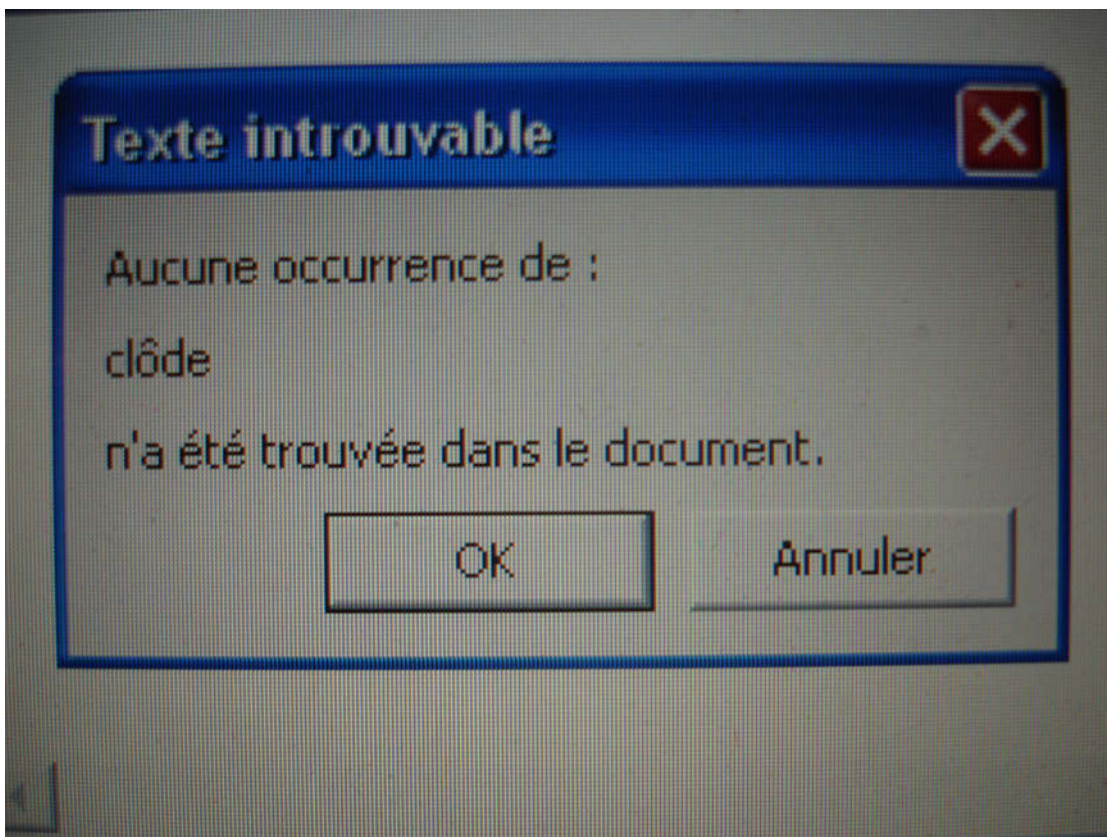 Texte introuvable
Aucune occurrence de :
clôde
n'a été trouvée dans le document.
OK Annuler